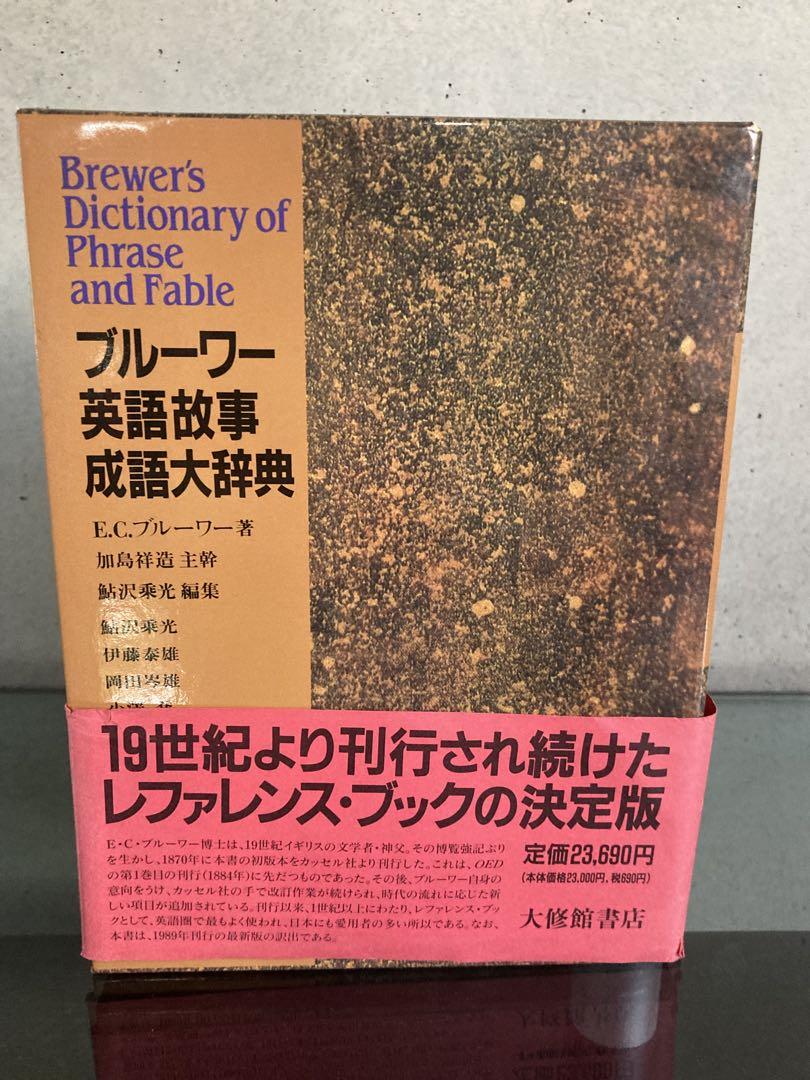 Brewer's
Dictionary of
Phrase
and Fable
ブルーワー
英語故事
成語大辞典
E.C.ブルーワー著
加島祥造 主幹
鮎沢乗光 編集
鮎沢乗光
伊藤泰雄
岡田岑雄
19世紀より刊行され続けた
レファレンス・ブックの決定版
E・C・ブルーワー博士は、19世紀イギリスの文学者・神父。その博覧強記ぶり
を生かし、1870年に本書の初版本をカッセル社より刊行した。これは、OED
の第1巻目の刊行(1884年)に先だつものであった。その後、ブルーワー自身の
意向をうけ、カッセル社の手で改訂作業が続けられ、時代の流れに応じた新
しい項目が追加されている。刊行以来、1世紀以上にわたり、レファレンス・ブッ
クとして、英語圏で最もよく使われ、日本にも愛用者の多い所以である。なお、
本書は、1989年刊行の最新版の訳出である。
定価23,690円
(本体価格23,000円、税690円)
大修館書店